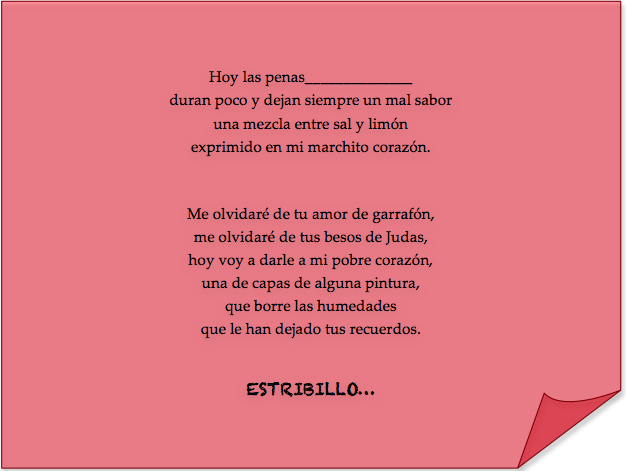 Hoy las penas______________
duran poco y dejan siempre un mal sabor
una mezcla entre sal y limón
exprimido en mi marchito corazón.
Me olvidaré de tu amor de garrafón,
me olvidaré de tus besos de Judas,
hoy voy a darle a mi pobre corazón,
una de capas de alguna pintura,
que borre las humedades
que le han dejado tus recuerdos.
ESTRIBILLO...